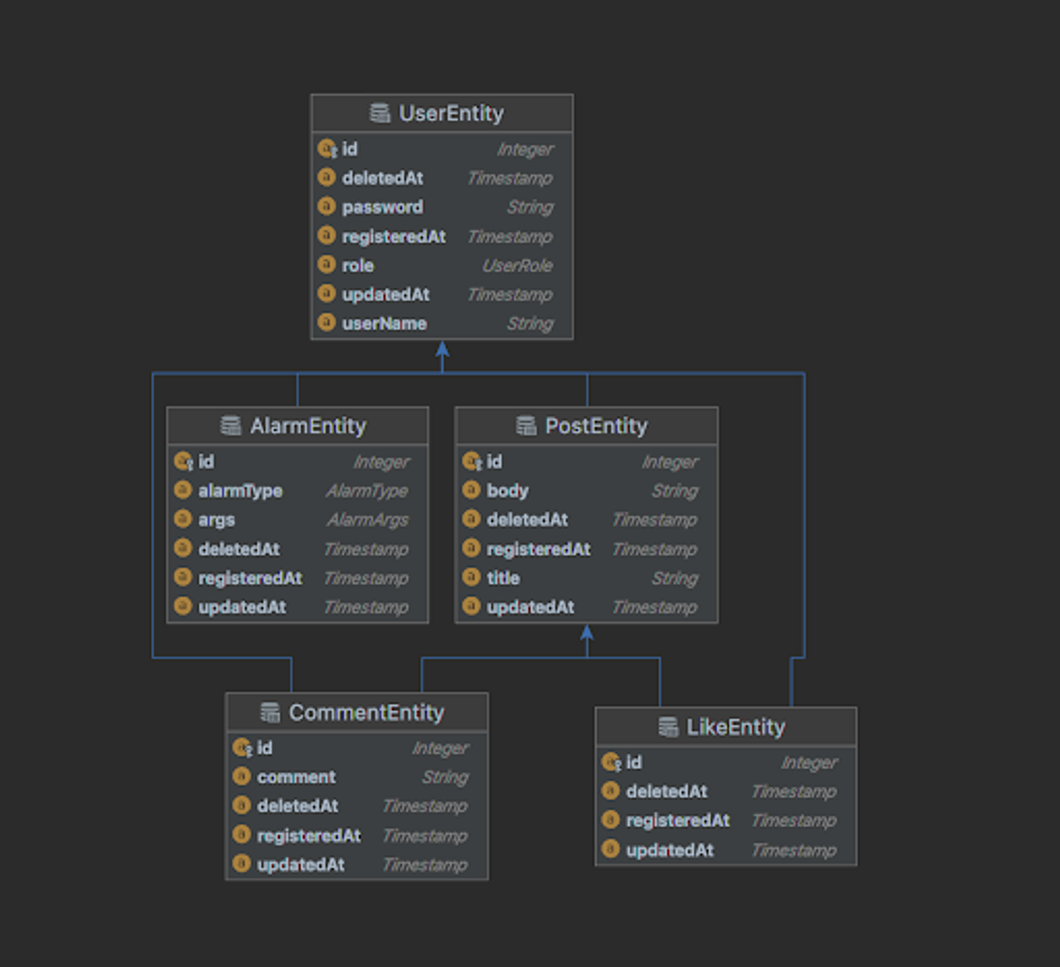 UserEntity
id Integer
deletedAt Timestamp
password String
registeredAt Timestamp
role UserRole
updatedAt Timestamp
userName String
AlarmEntity
id Integer
alarmType AlarmType
args AlarmArgs
deletedAt Timestamp
registeredAt Timestamp
updatedAt Timestamp
PostEntity
id Integer
body String
deletedAt Timestamp
registeredAt Timestamp
title String
updatedAt Timestamp
CommentEntity
id Integer
comment String
deletedAt Timestamp
registeredAt Timestamp
updatedAt Timestamp
LikeEntity
id Integer
deletedAt Timestamp
registeredAt Timestamp
updatedAt Timestamp